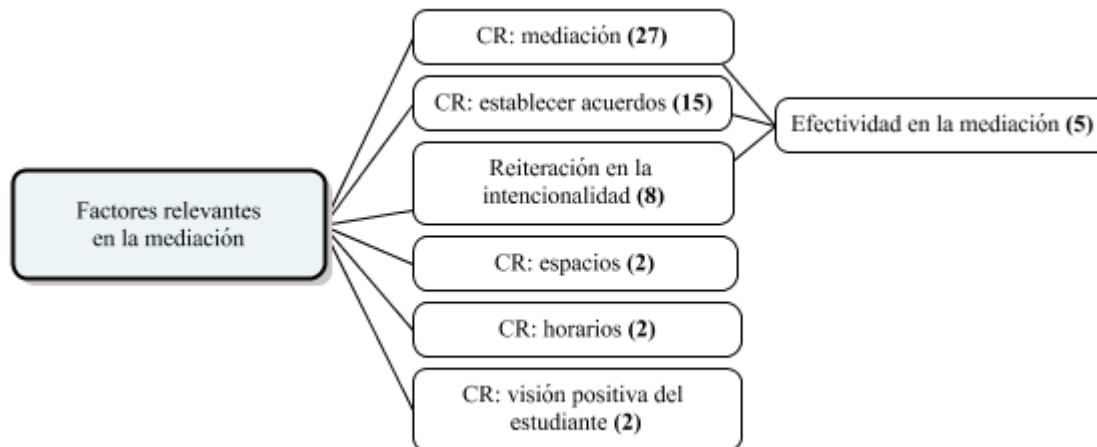 CR: mediación (27)
CR: establecer acuerdos (15)
Efectividad en la mediación (5)
Reiteración en la
intencionalidad (8)
Factores relevantes
en la mediación
CR: espacios (2)
CR: horarios (2)
CR: visión positiva del
estudiante (2)